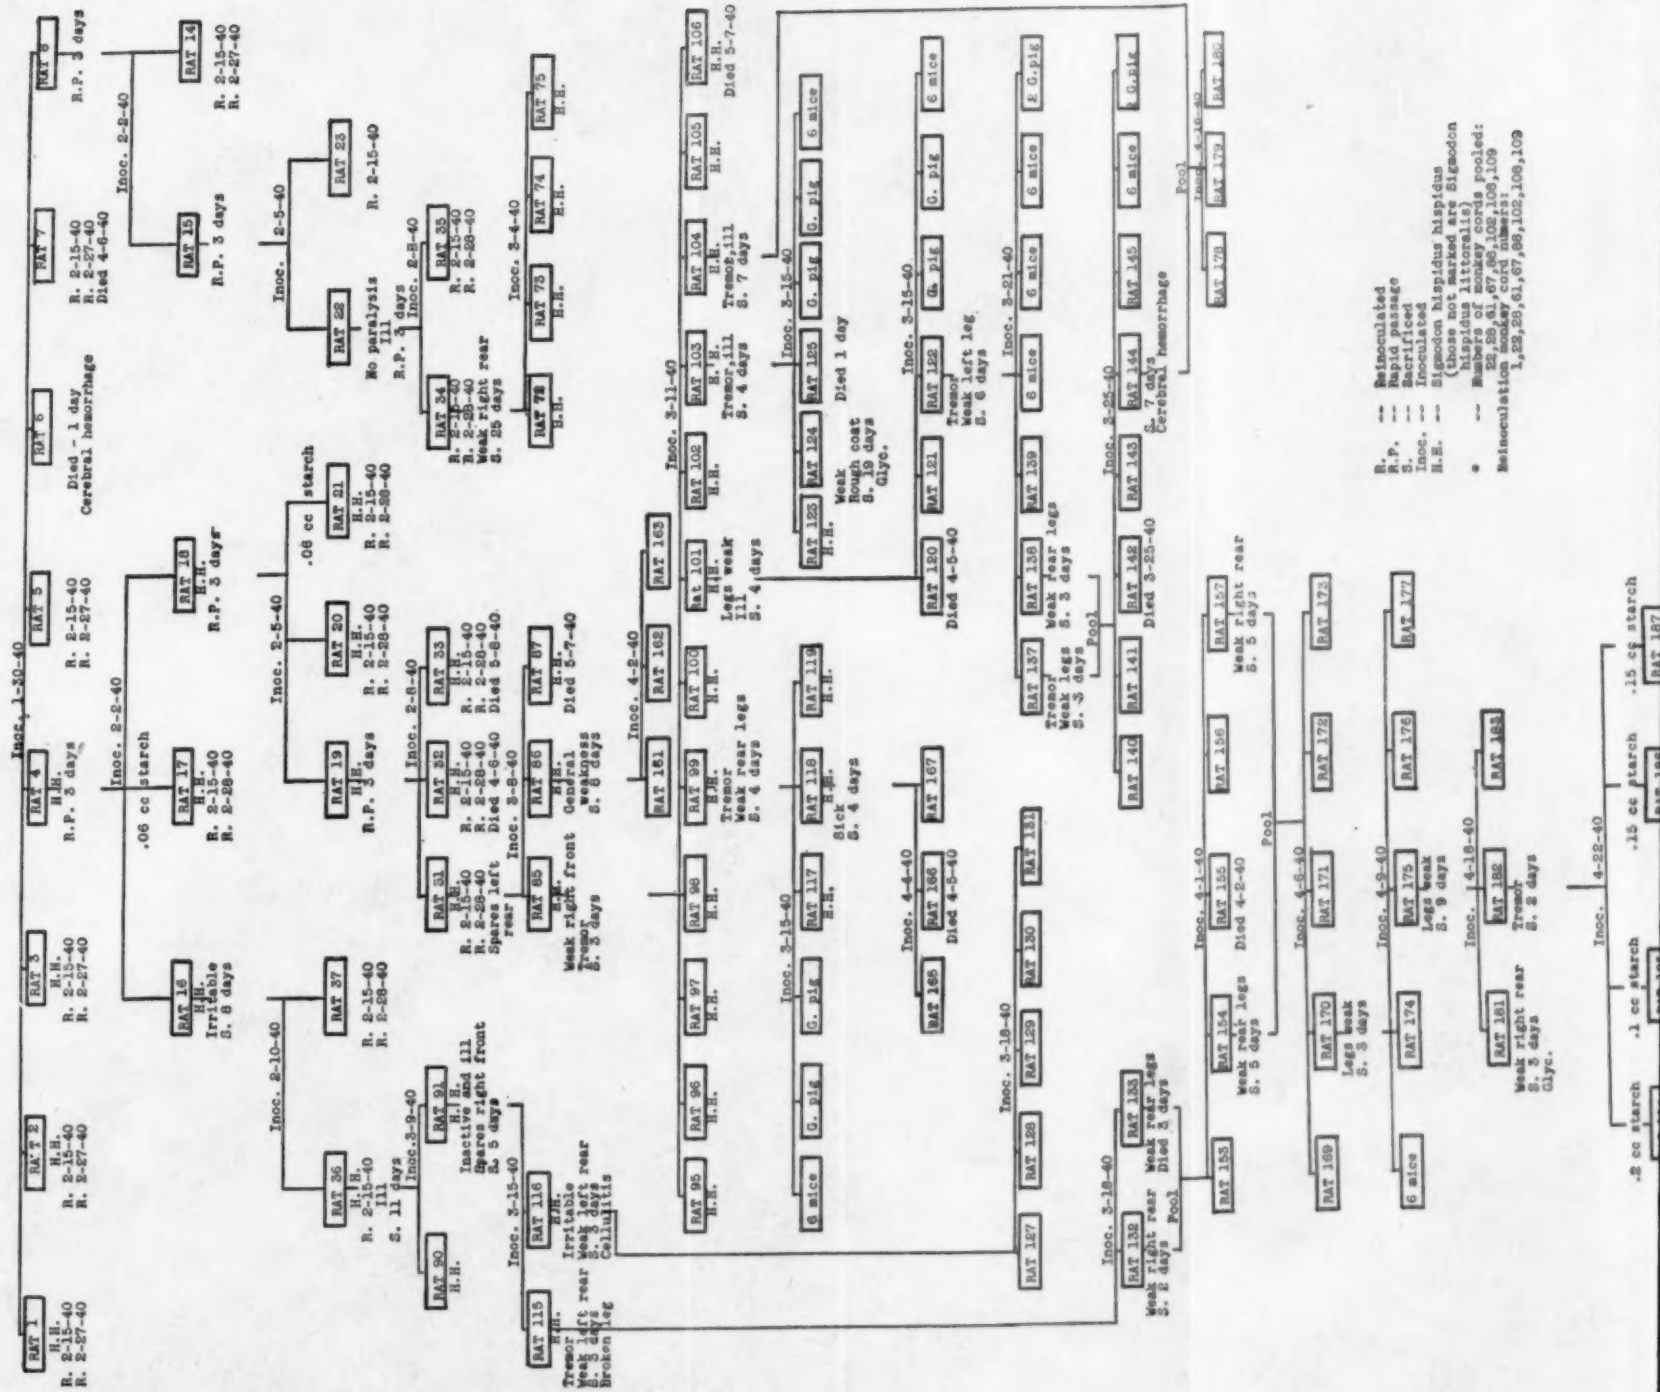 Inoc. 1-30-40
RAT 1
H.H.
R. 2-15-40
R. 2-27-40
RAT 2
H.H.
R. 2-15-40
R. 2-27-40
RAT 3
H.H.
R. 2-15-40
R. 2-27-40
RAT 4
H.H.
R.P. 3 days
RAT 5
R. 2-15-40
R. 2-27-40
RAT 6
Died - 1 day
Cerebral hemorrhage
RAT 7
R. 2-15-40
R. 2-27-40
Died 4-6-40
RAT 8
R.P. 3 days
Inoc. 2-2-40
.06 cc starch
RAT 16
H.H.
Irritable
S. 8 days
RAT 17
H.H.
R. 2-15-40
R. 2-28-40
RAT 18
H.H.
R.P. 3 days
Inoc. 2-2-40
RAT 15
R.P. 3 days
RAT 14
R. 2-15-40
R. 2-27-40
Inoc. 2-10-40
RAT 36
H.H.
R. 2-15-40
Ill
S. 11 days
RAT 37
R. 2-15-40
R. 2-28-40
Inoc. 2-5-40
.06 cc starch
RAT 19
H.H.
R.P. 3 days
RAT 20
H.H.
R. 2-15-40
R. 2-28-40
RAT 21
H.H.
R. 2-15-40
R. 2-28-40
Inoc. 2-5-40
RAT 22
No paralysis
Ill
R.P. 3 days
RAT 23
R. 2-15-40
Inoc. 3-9-40
RAT 90
H.H.
RAT 91
H.H.
Inactive and ill
Spares right front
S. 5 days
Inoc. 2-8-40
RAT 31
H.H.
R. 2-15-40
R. 2-28-40
Spares left
rear
RAT 32
H.H.
R. 2-15-40
R. 2-28-40
Died 4-6-40
RAT 33
H.H.
R. 2-15-40
R. 2-28-40
Died 5-8-40
Inoc. 2-8-40
RAT 34
R. 2-15-40
R. 2-28-40
Weak right rear
S. 25 days
RAT 35
R. 2-15-40
R. 2-28-40
Inoc. 3-15-40
RAT 115
H.H.
Tremor
Weak left rear
S. 3 days
Broken leg
RAT 116
H.H.
Irritable
Weak left rear
S. 3 days
Cellulitis
Inoc. 3-8-40
RAT 85
H.H.
Weak right front
Tremor
S. 3 days
RAT 86
H.H.
General
weakness
S. 8 days
RAT 87
H.H.
Died 5-7-40
Inoc. 3-4-40
RAT 72
H.H.
RAT 73
H.H.
RAT 74
H.H.
RAT 75
H.H.
Inoc. 4-2-40
RAT 161
RAT 162
RAT 163
Inoc. 3-11-40
RAT 95
H.H.
RAT 96
H.H.
RAT 97
H.H.
RAT 98
H.H.
RAT 99
H.H.
Tremor
Weak rear legs
S. 4 days
RAT 100
H.H.
Rat 101
H.H.
Legs weak
Ill
S. 4 days
RAT 102
H.H.
RAT 103
H.H.
Tremor, ill
S. 4 days
RAT 104
H.H.
Tremor, ill
S. 7 days
RAT 105
H.H.
RAT 106
H.H.
Died 5-7-40
Inoc. 3-15-40
6 mice
G. pig
G. pig
RAT 117
H.H.
RAT 118
H.H.
Sick
S. 4 days
RAT 119
H.H.
Inoc. 3-15-40
RAT 123
H.H.
RAT 124
Weak
Rough coat
S. 19 days
Glyc.
RAT 125
Died 1 day
G. pig
G. pig
6 mice
Inoc. 4-4-40
RAT 165
RAT 166
Died 4-5-40
RAT 167
Inoc. 3-15-40
RAT 120
Died 4-5-40
RAT 121
RAT 122
Tremor
Weak left leg
S. 6 days
G. pig
G. pig
6 mice
Inoc. 3-18-40
RAT 127
RAT 128
RAT 129
RAT 130
RAT 131
Inoc. 3-21-40
RAT 137
Tremor
Weak legs
S. 3 days
RAT 138
Weak rear legs
S. 3 days
RAT 139
6 mice
6 mice
6 mice
2 G.pig
Pool
Inoc. 3-18-40
RAT 132
Weak right rear
S. 2 days
RAT 133
Weak rear legs
Died 3 days
Pool
Inoc. 3-25-40
RAT 140
RAT 141
RAT 142
Died 3-25-40
RAT 143
RAT 144
S. 7 days
Cerebral hemorrhage
RAT 145
6 mice
2 G.pig
Pool
Inoc. 4-1-40
RAT 153
RAT 154
Weak rear legs
S. 5 days
RAT 155
Died 4-2-40
RAT 156
RAT 157
Weak right rear
S. 5 days
Pool
Inoc. 4-16-40
RAT 178
RAT 179
RAT 180
Inoc. 4-6-40
RAT 169
RAT 170
Legs weak
S. 3 days
RAT 171
RAT 172
RAT 173
Inoc. 4-9-40
6 mice
RAT 174
RAT 175
Legs weak
S. 9 days
RAT 176
RAT 177
Inoc. 4-18-40
RAT 181
Weak right rear
S. 3 days
Glyc.
RAT 182
Tremor
S. 2 days
RAT 183
Inoc. 4-22-40
.2 cc starch
.1 cc starch
.15 cc starch
.15 cc starch
RAT 187
R. -- Reinoculated
R.P. -- Rapid passage
S. -- Sacrificed
Inoc. -- Inoculated
H.H. -- Sigmodon hispidus hispidus
(those not marked are Sigmodon
hispidus littoralis)
* -- Numbers of monkey cords pooled:
22,28,61,67,88,102,108,109
Reinoculation monkey cord numers:
1,22,28,61,67,88,102,108,109